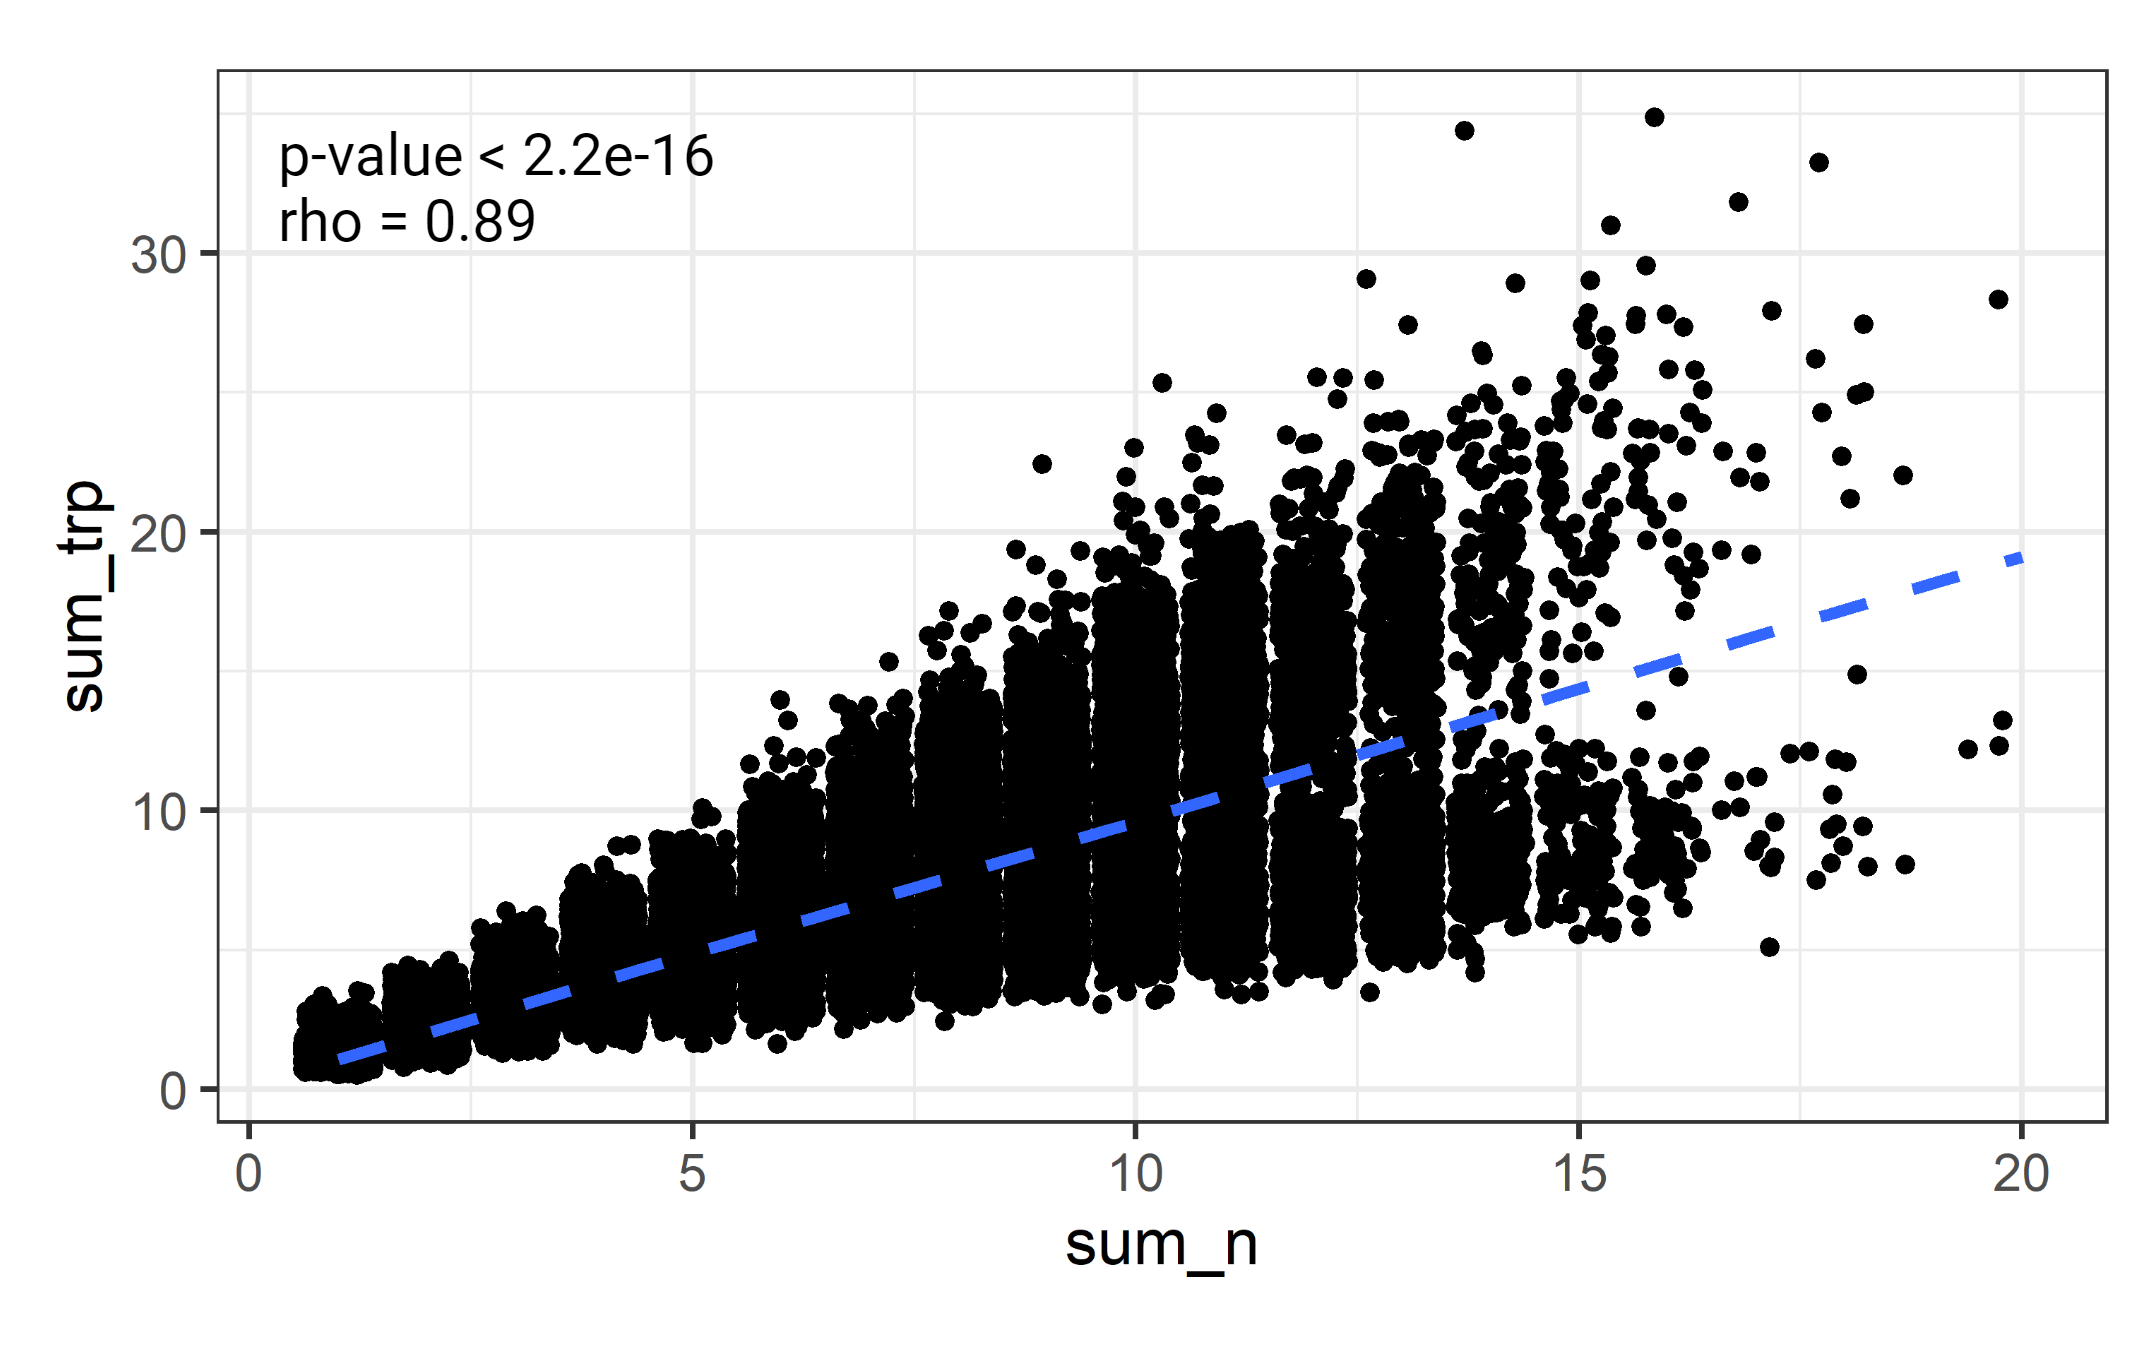 p-value < 2.2e-16
rho = 0.89
30
20
10
0
sum_trp
0 5 10 15 20
sum_n